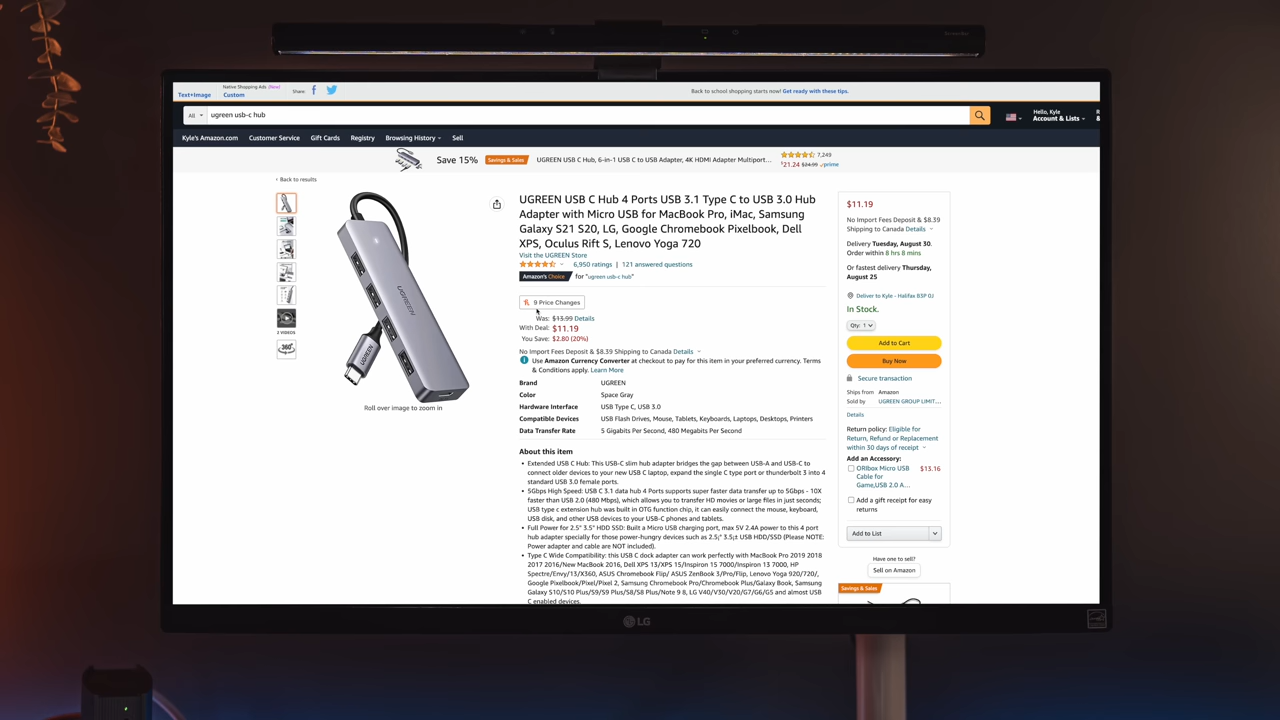 Native Shopping Ads (New)
Text+Image
Custom
Share:
Back to school shopping starts now! Get ready with these tips.
All
ugreen usb-c hub
Hello, Kyle
Account & Lists
R
&
Kyle's Amazon.com
Customer Service
Gift Cards
Registry
Browsing History
Sell
Save 15%
Savings & Sales
UGREEN USB C Hub, 6-in-1 USB C to USB Adapter, 4K HDMI Adapter Multiport...
7,249
$21.24 $24.99 prime
‹ Back to results
UGREEN USB C Hub 4 Ports USB 3.1 Type C to USB 3.0 Hub
Adapter with Micro USB for MacBook Pro, iMac, Samsung
Galaxy S21 S20, LG, Google Chromebook Pixelbook, Dell
XPS, Oculus Rift S, Lenovo Yoga 720
Visit the UGREEN Store
6,950 ratings | 121 answered questions
Amazon's Choice for "ugreen usb-c hub"
9 Price Changes
Was: $13.99 Details
With Deal: $11.19
You Save: $2.80 (20%)
No Import Fees Deposit & $8.39 Shipping to Canada Details
Use Amazon Currency Converter at checkout to pay for this item in your preferred currency. Terms
& Conditions apply. Learn More
Brand UGREEN
Color Space Gray
Hardware Interface USB Type C, USB 3.0
Compatible Devices USB Flash Drives, Mouse, Tablets, Keyboards, Laptops, Desktops, Printers
Data Transfer Rate 5 Gigabits Per Second, 480 Megabits Per Second
About this item
• Extended USB C Hub: This USB-C slim hub adapter bridges the gap between USB-A and USB-C to
connect older devices to your new USB C laptop, expand the single C type port or thunderbolt 3 into 4
standard USB 3.0 female ports.
• 5Gbps High Speed: USB C 3.1 data hub 4 Ports supports super faster data transfer up to 5Gbps - 10X
faster than USB 2.0 (480 Mbps), which allows you to transfer HD movies or large files in just seconds;
USB type c extension hub was built in OTG function chip, it can easily connect the mouse, keyboard,
USB disk, and other USB devices to your USB-C phones and tablets.
• Full Power for 2.5" 3.5" HDD SSD: Built a Micro USB charging port, max 5V 2.4A power to this 4 port
hub adapter specially for those power-hungry devices such as 2.5¡" 3.5¡± USB HDD/SSD (Please NOTE:
Power adapter and cable are NOT included).
• Type C Wide Compatibility: this USB C dock adapter can work perfectly with MacBook Pro 2019 2018
2017 2016/New MacBook 2016, Dell XPS 13/XPS 15/Inspiron 15 7000/Inspiron 13 7000, HP
Spectre/Envy/13/X360, ASUS Chromebook Flip/ ASUS ZenBook 3/Pro/Flip, Lenovo Yoga 920/720/,
Google Pixelbook/Pixel/Pixel 2, Samsung Chromebook Pro/Chromebook Plus/Galaxy Book, Samsung
Galaxy S10/S10 Plus/S9/S9 Plus/S8/S8 Plus/Note 9 8, LG V40/V30/V20/G7/G6/G5 and almost USB
C enabled devices.
UGREEN
UGREEN
Roll over image to zoom in
2 VIDEOS
360°
$11.19
No Import Fees Deposit & $8.39
Shipping to Canada Details
Delivery Tuesday, August 30.
Order within 8 hrs 8 mins
Or fastest delivery Thursday,
August 25
Deliver to Kyle - Halifax B3P 0J
In Stock.
Qty: 1
Add to Cart
Buy Now
Secure transaction
Ships from Amazon
Sold by UGREEN GROUP LIMIT...
Details
Return policy: Eligible for
Return, Refund or Replacement
within 30 days of receipt
Add an Accessory:
ORIbox Micro USB $13.16
Cable for
Game,USB 2.0 A...
Add a gift receipt for easy
returns
Add to List
Have one to sell?
Sell on Amazon
Savings & Sales
LG